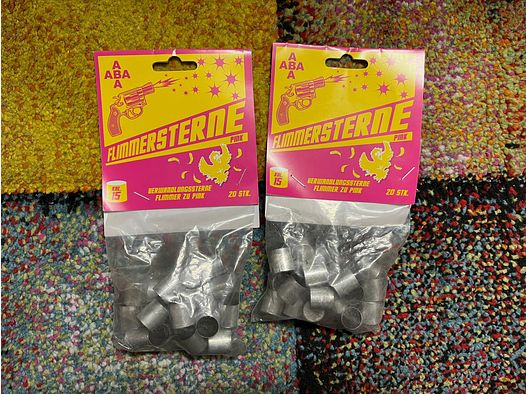 A
ABA
A
FLIMMERSTERNE
PINK
KAL.
15
VERWANDLUNGSSTERNE
FLIMMER ZU PINK
20 STK.
A
ABA
A
FLIMMERSTERNE
PINK
KAL.
15
VERWANDLUNGSSTERNE
FLIMMER ZU PINK
20 STK.